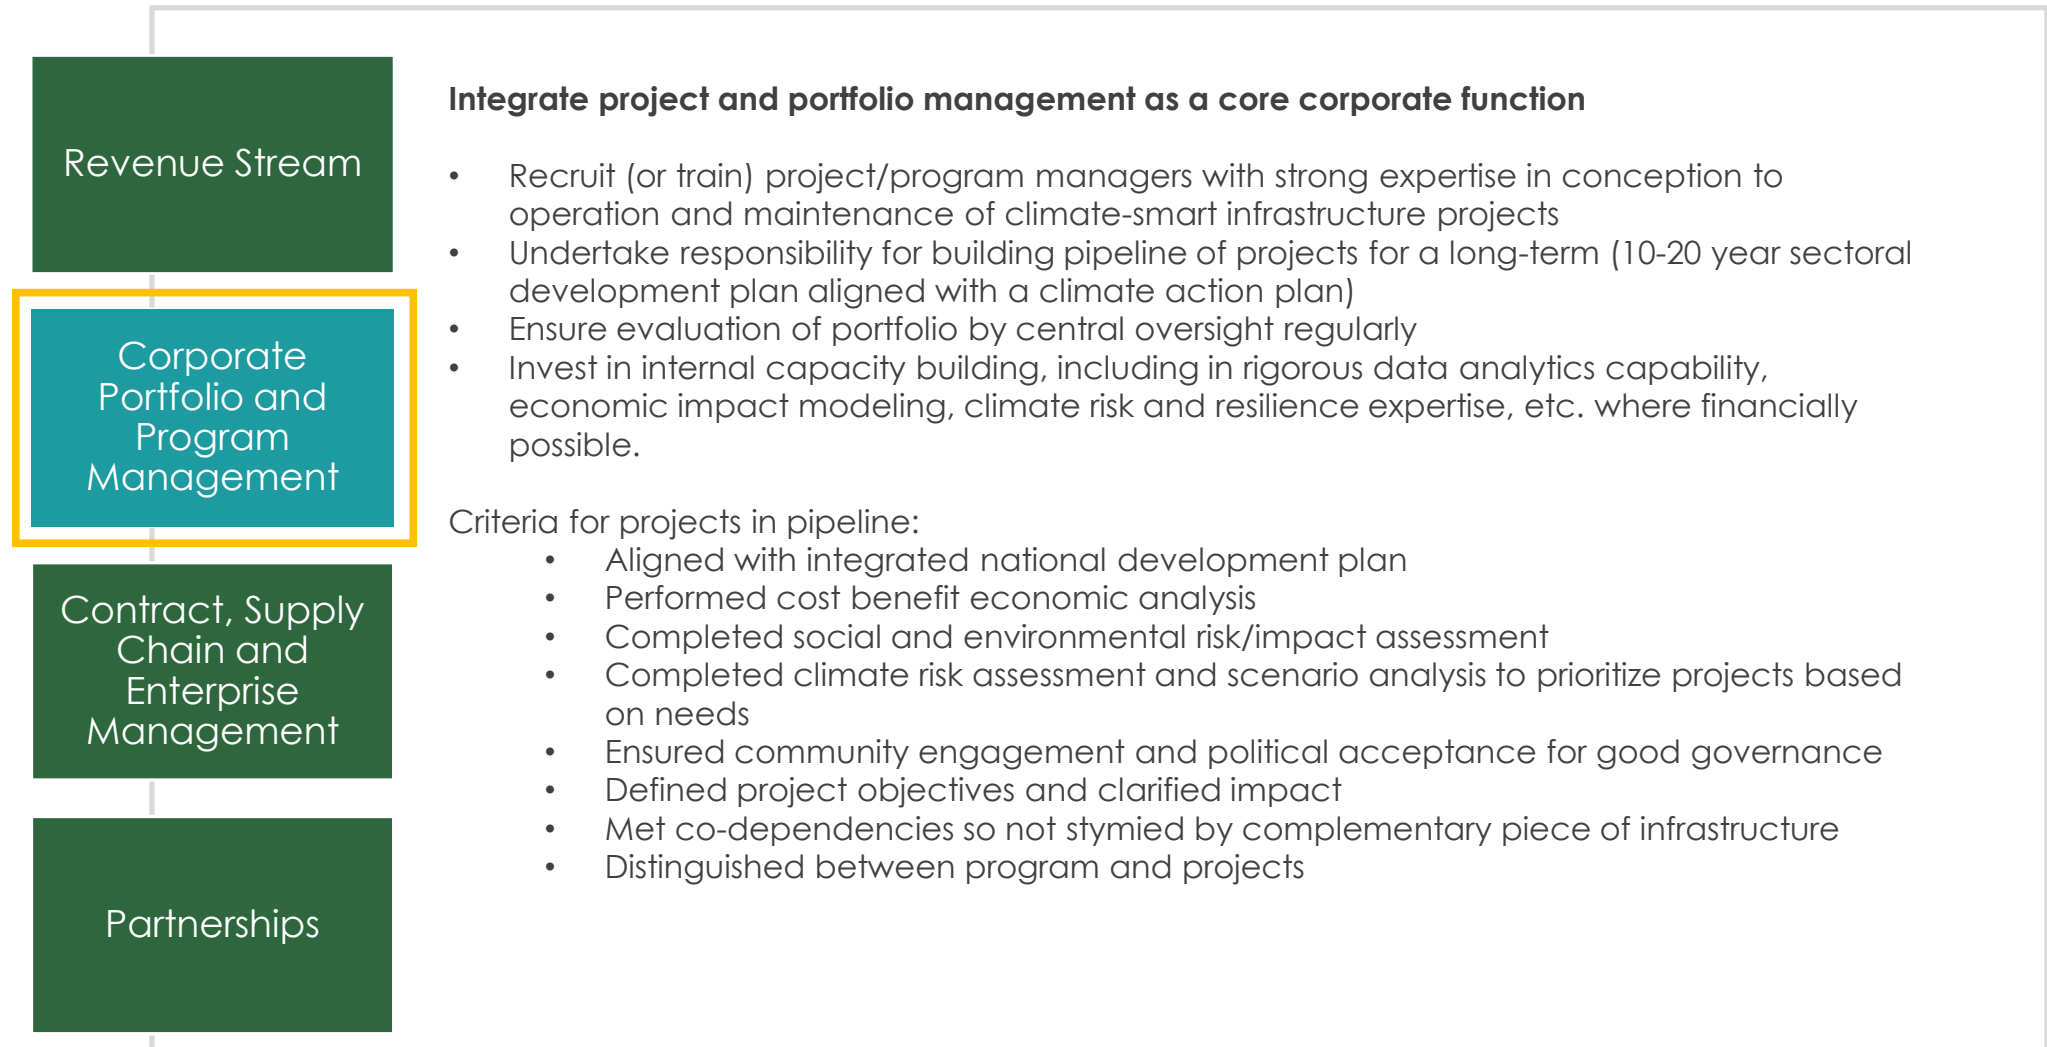 Revenue Stream
Corporate
Portfolio and
Program
Management
Contract, Supply
Chain and
Enterprise
Management
Partnerships
Integrate project and portfolio management as a core corporate function
• Recruit (or train) project/program managers with strong expertise in conception to
operation and maintenance of climate-smart infrastructure projects
• Undertake responsibility for building pipeline of projects for a long-term (10-20 year sectoral
development plan aligned with a climate action plan)
• Ensure evaluation of portfolio by central oversight regularly
• Invest in internal capacity building, including in rigorous data analytics capability,
economic impact modeling, climate risk and resilience expertise, etc. where financially
possible.
Criteria for projects in pipeline:
• Aligned with integrated national development plan
• Performed cost benefit economic analysis
• Completed social and environmental risk/impact assessment
• Completed climate risk assessment and scenario analysis to prioritize projects based
on needs
• Ensured community engagement and political acceptance for good governance
• Defined project objectives and clarified impact
• Met co-dependencies so not stymied by complementary piece of infrastructure
• Distinguished between program and projects